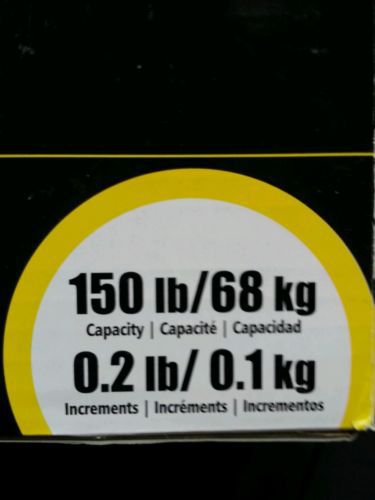 150 lb/68 kg
Capacity | Capacité | Capacidad
0.2 lb/ 0.1 kg
Increments | Incréments | Incrementos